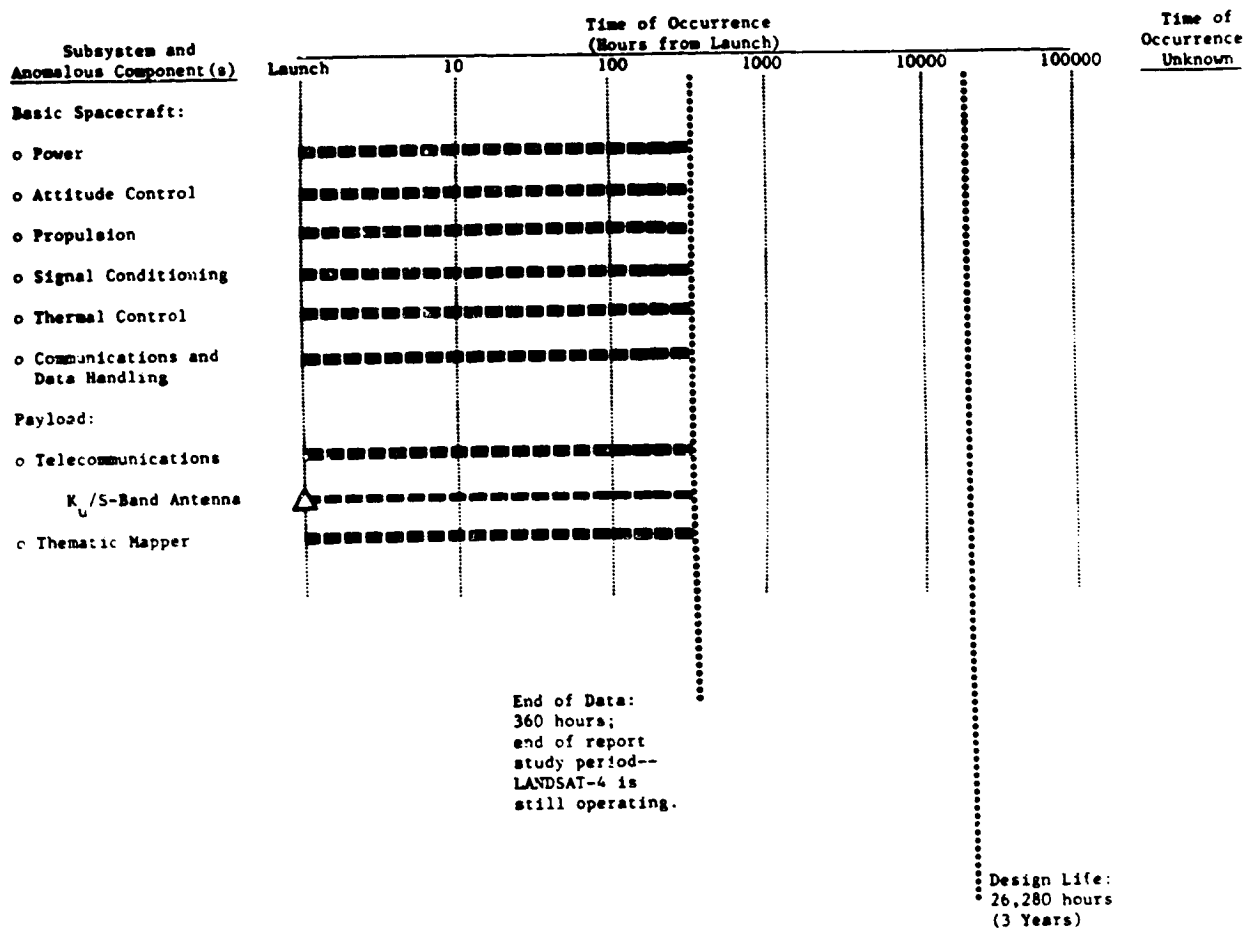 Time of Occurrence
(Hours from Launch)
Time of
Occurrence
Unknown
Subsystem and
Anomalous Component(s)
Launch 10 100 1000 10000 100000
Basic Spacecraft:
o Power
o Attitude Control
o Propulsion
o Signal Conditioning
o Thermal Control
o Communications and
Data Handling
Payload:
o Telecommunications
Ku/S-Band Antenna
o Thematic Mapper
End of Data:
360 hours;
end of report
study period--
LANDSAT-4 is
still operating.
Design Life:
26,280 hours
(3 Years)